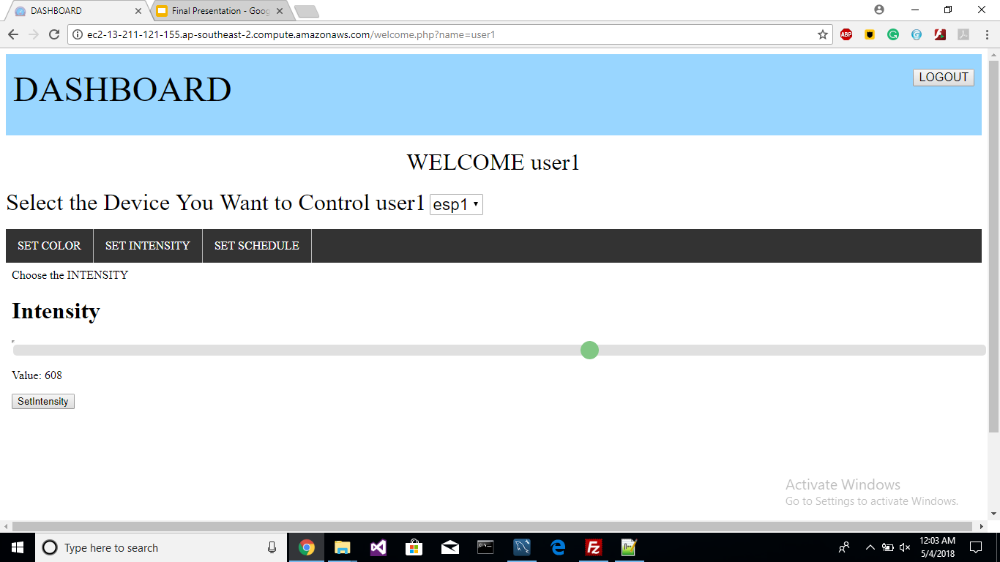 DASHBOARD
Final Presentation - Goog
ec2-13-211-121-155.ap-southeast-2.compute.amazonaws.com/welcome.php?name=user1
ABP
DASHBOARD
LOGOUT
WELCOME user1
Select the Device You Want to Control user1 esp1
SET COLOR SET INTENSITY SET SCHEDULE
Choose the INTENSITY
Intensity
Value: 608
SetIntensity
Activate Windows
Go to Settings to activate Windows.
Type here to search
12:03 AM
5/4/2018